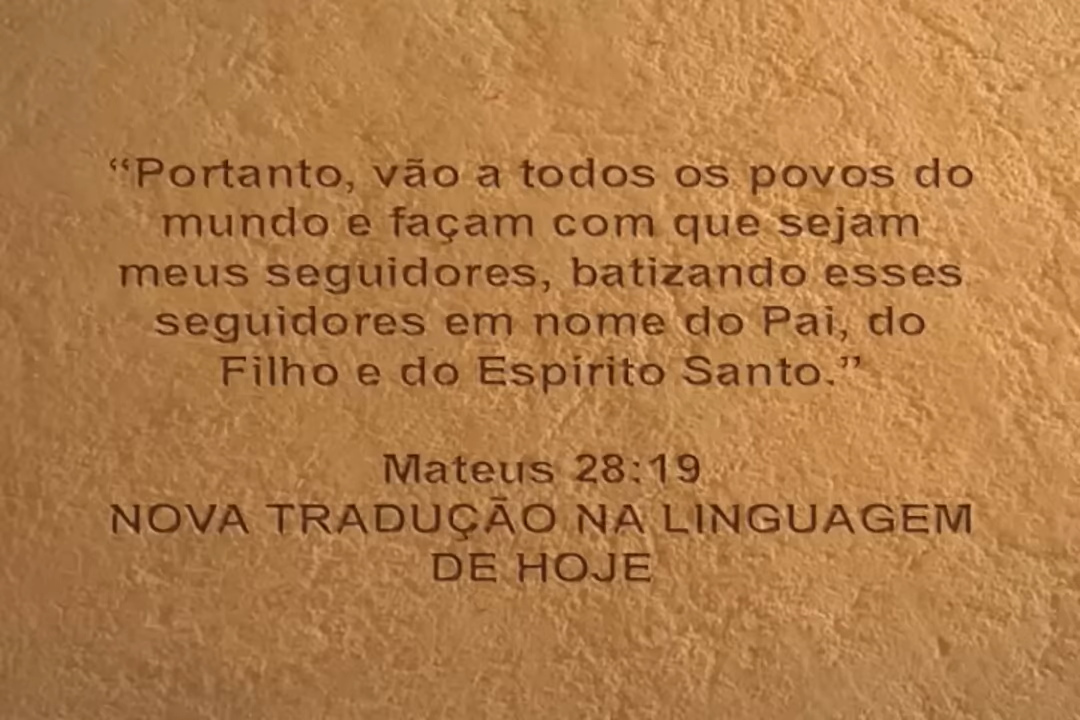 “Portanto, vão a todos os povos do
mundo e façam com que sejam
meus seguidores, batizando esses
seguidores em nome do Pai, do
Filho e do Espírito Santo.”
Mateus 28:19
NOVA TRADUÇÃO NA LINGUAGEM
DE HOJE